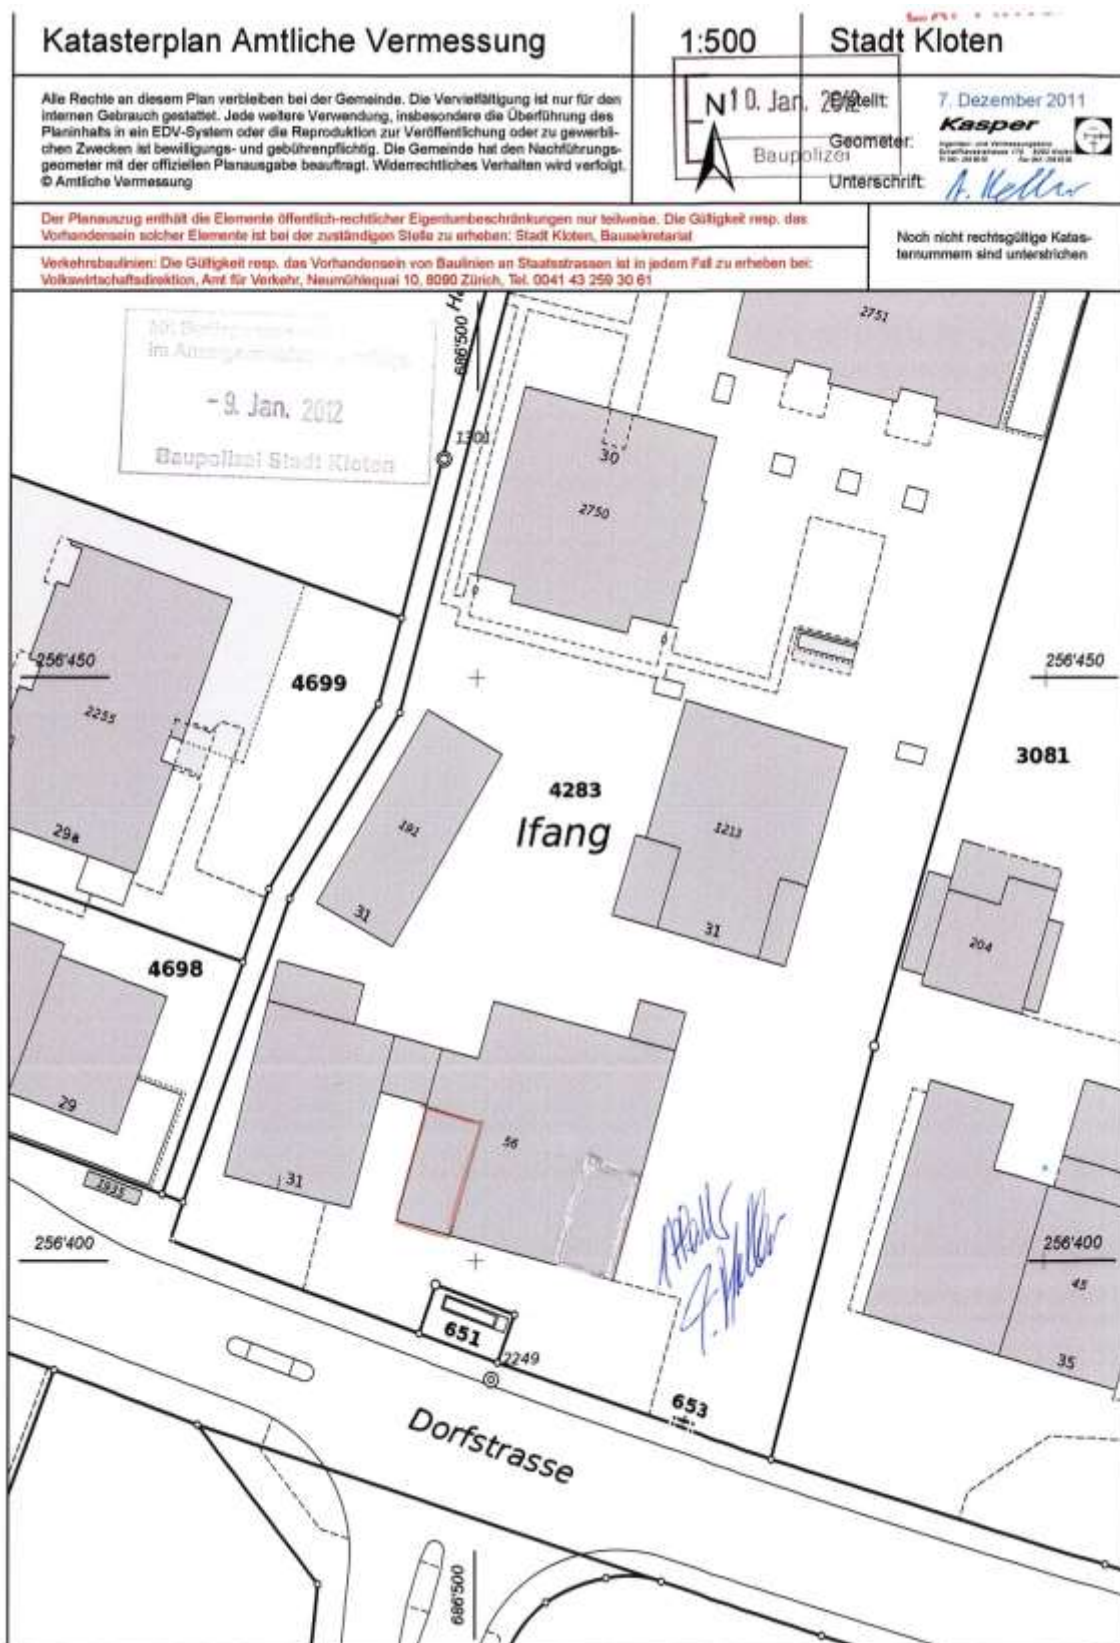 Katasterplan Amtliche Vermessung
1:500
Stadt Kloten
Alle Rechte an diesem Plan verbleiben bei der Gemeinde. Die Vervielfältigung ist nur für den
internen Gebrauch gestattet. Jede weitere Verwendung, insbesondere die Überführung des
Planinhalts in ein EDV-System oder die Reproduktion zur Veröffentlichung oder zu gewerbli-
chen Zwecken ist bewilligungs- und gebührenpflichtig. Die Gemeinde hat den Nachführungs-
geometer mit der offiziellen Planausgabe beauftragt. Widerrechtliches Verhalten wird verfolgt.
© Amtliche Vermessung
N
10. Jan. 2012
Baupolizei
Erstellt:
7. Dezember 2011
Geometer:
Kasper
Unterschrift:
A. Keller
Der Planauszug enthält die Elemente öffentlich-rechtlicher Eigentumbeschränkungen nur teilweise. Die Gültigkeit resp. das
Vorhandensein solcher Elemente ist bei der zuständigen Stelle zu erheben: Stadt Kloten, Bausekretariat
Verkehrsbaulinien: Die Gültigkeit resp. das Vorhandensein von Baulinien an Staatsstrassen ist in jedem Fall zu erheben bei:
Volkswirtschaftsdirektion, Amt für Verkehr, Neumühlequai 10, 8090 Zürich, Tel. 0041 43 259 30 61
Noch nicht rechtsgültige Katas-
ternummern sind unterstrichen
- 9. Jan. 2012
Baupolizei Stadt Kloten
686'500
2751
1301
30
2750
256'450
4699
256'450
2255
3081
4283
Ifang
191
1213
29a
31
31
204
4698
29
56
31
1935
256'400
256'400
45
651
2249
35
653
Dorfstrasse
686'500